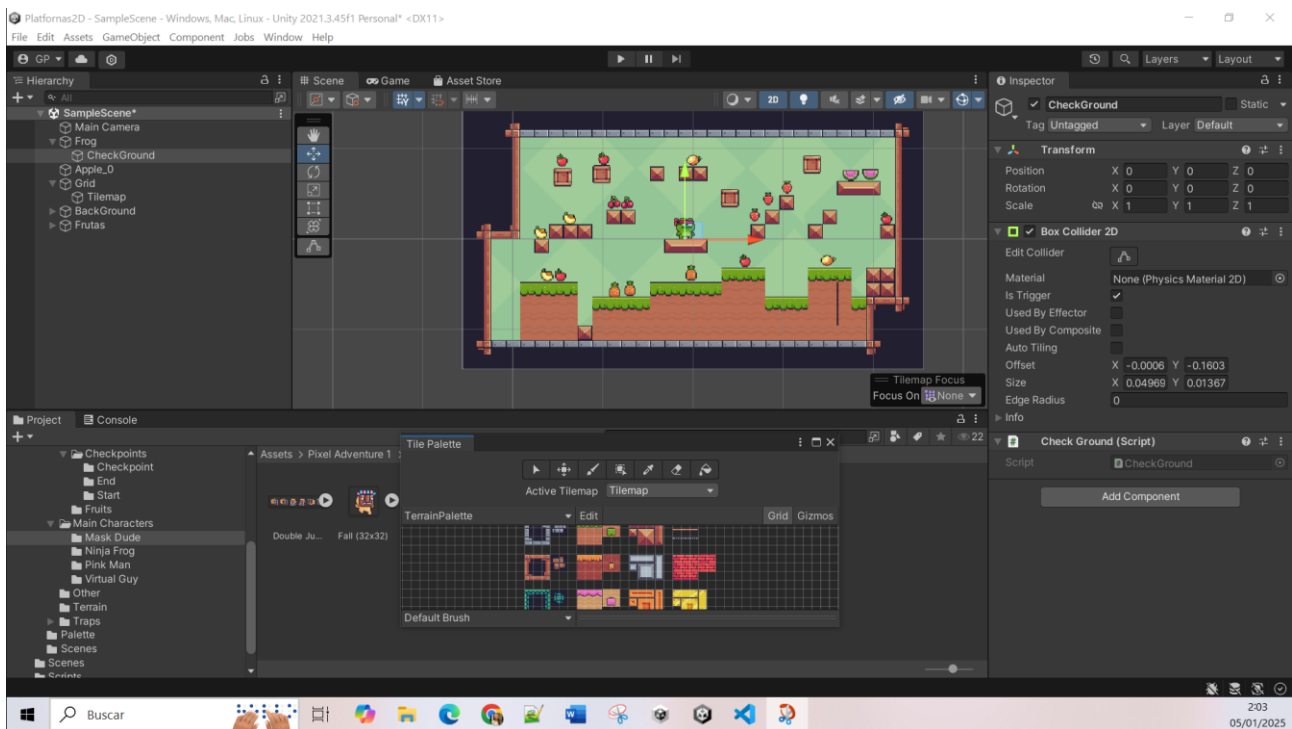 Platfornas2D - SampleScene - Windows, Mac, Linux - Unity 2021.3.45f1 Personal* <DX11>
File Edit Assets GameObject Component Jobs Window Help
GP
Layers
Layout
Hierarchy
All
SampleScene*
Main Camera
Frog
CheckGround
Apple_0
Grid
Tilemap
BackGround
Frutas
Scene
Game
Asset Store
2D
Tilemap Focus
Focus On None
Inspector
CheckGround
Static
Tag Untagged
Layer Default
Transform
Position X 0 Y 0 Z 0
Rotation X 0 Y 0 Z 0
Scale X 1 Y 1 Z 1
Box Collider 2D
Edit Collider
Material None (Physics Material 2D)
Is Trigger
Used By Effector
Used By Composite
Auto Tiling
Offset X -0.0006 Y -0.1603
Size X 0.04969 Y 0.01367
Edge Radius 0
Info
Check Ground (Script)
Script CheckGround
Add Component
Project
Console
22
Checkpoints
Checkpoint
End
Start
Fruits
Main Characters
Mask Dude
Ninja Frog
Pink Man
Virtual Guy
Other
Terrain
Traps
Palette
Scenes
Scenes
Scripts
Assets > Pixel Adventure 1 >
Double Ju...
Fall (32x32)
Tile Palette
Active Tilemap Tilemap
TerrainPalette
Edit
Grid Gizmos
Default Brush
Buscar
2:03
05/01/2025